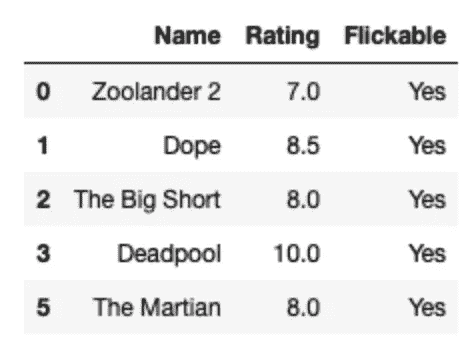 Name Rating Flickable
0 Zoolander 2 7.0 Yes
1 Dope 8.5 Yes
2 The Big Short 8.0 Yes
3 Deadpool 10.0 Yes
5 The Martian 8.0 Yes